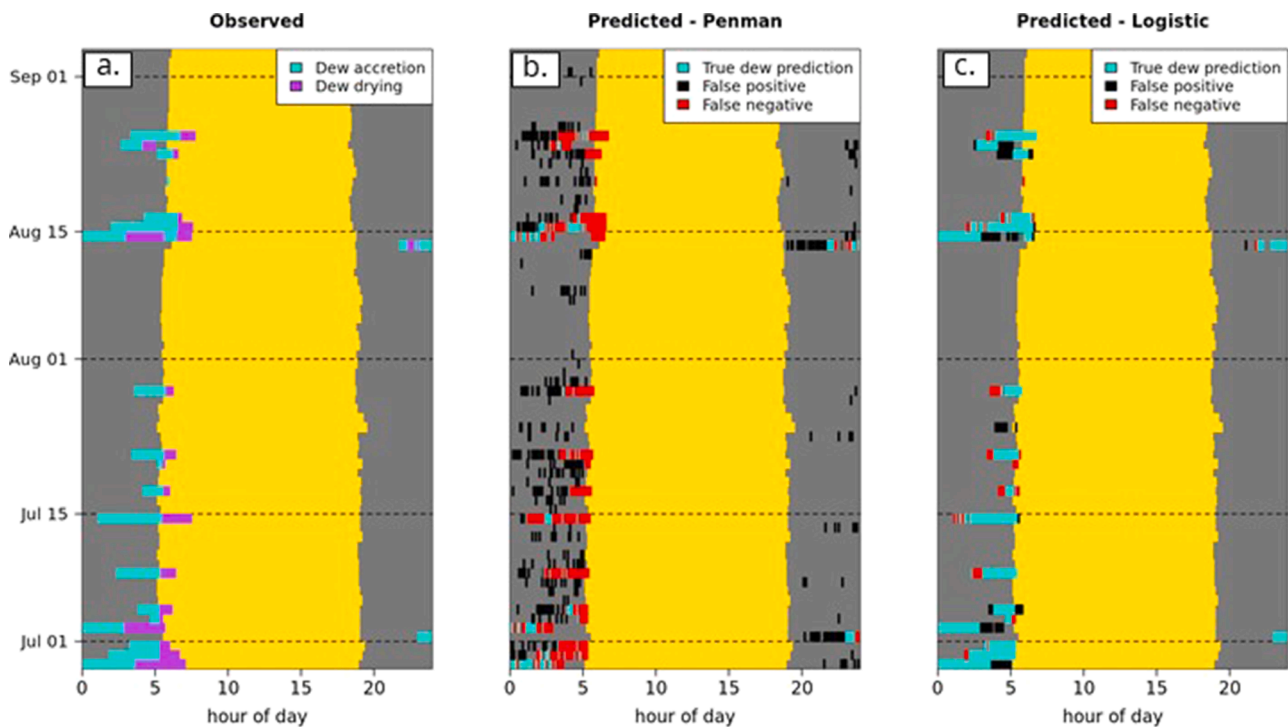 Observed
Predicted - Penman
Predicted - Logistic
a.
Dew accretion
Dew drying
b.
True dew prediction
False positive
False negative
c.
True dew prediction
False positive
False negative
Sep 01
Aug 15
Aug 01
Jul 15
Jul 01
0 5 10 15 20
0 5 10 15 20
0 5 10 15 20
hour of day
hour of day
hour of day